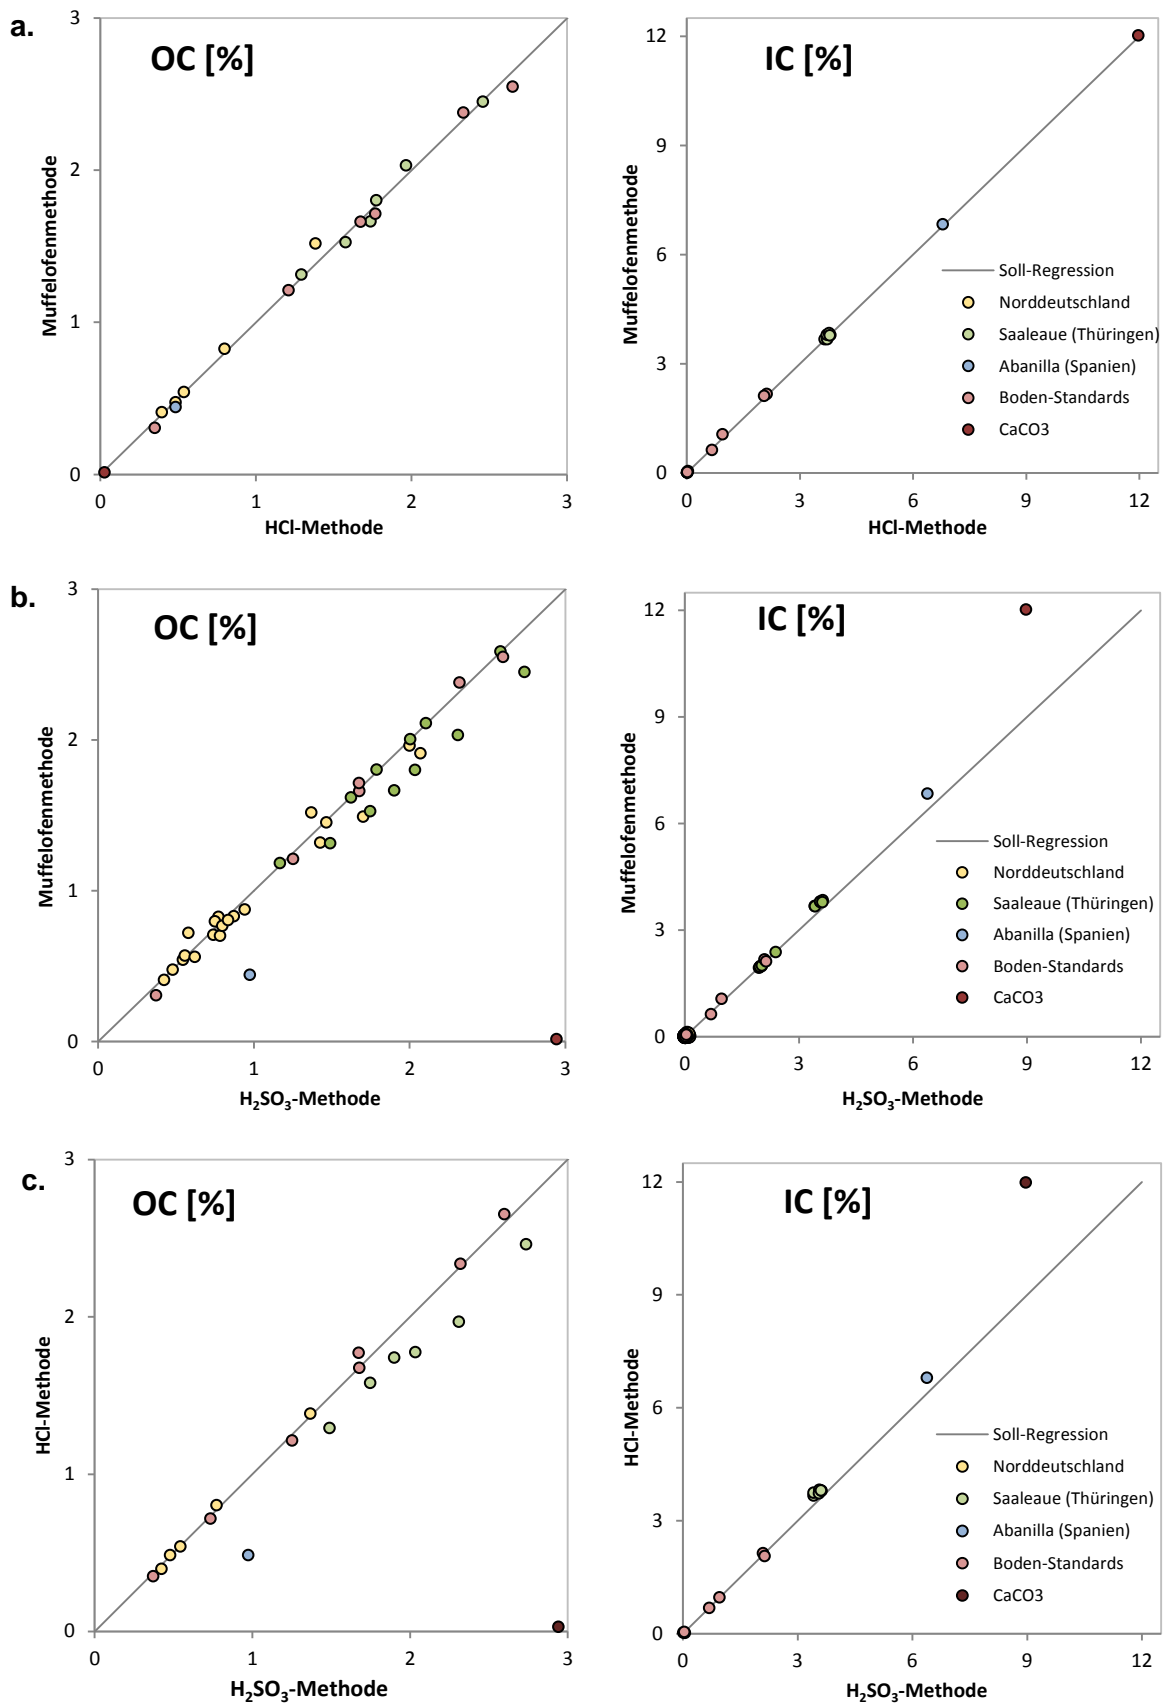 a.
OC [%]
Muffelofenmethode
3
2
1
0
0 1 2 3
HCl-Methode
IC [%]
Muffelofenmethode
12
9
6
3
0
0 3 6 9 12
HCl-Methode
Soll-Regression
Norddeutschland
Saaleaue (Thüringen)
Abanilla (Spanien)
Boden-Standards
CaCO3
b.
OC [%]
Muffelofenmethode
3
2
1
0
0 1 2 3
H₂SO₃-Methode
IC [%]
Muffelofenmethode
12
9
6
3
0
0 3 6 9 12
H₂SO₃-Methode
Soll-Regression
Norddeutschland
Saaleaue (Thüringen)
Abanilla (Spanien)
Boden-Standards
CaCO3
c.
OC [%]
HCl-Methode
3
2
1
0
0 1 2 3
H₂SO₃-Methode
IC [%]
HCl-Methode
12
9
6
3
0
0 3 6 9 12
H₂SO₃-Methode
Soll-Regression
Norddeutschland
Saaleaue (Thüringen)
Abanilla (Spanien)
Boden-Standards
CaCO3